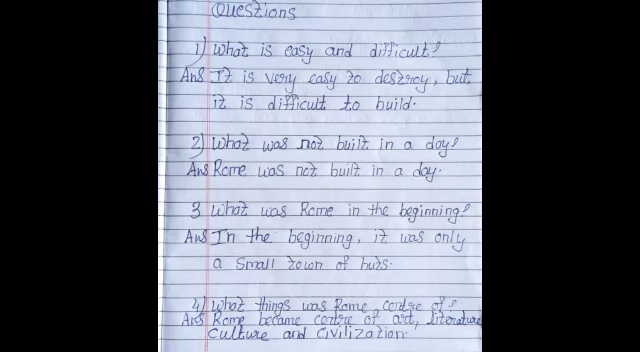 Questions
1) What is easy and difficult?
Ans It is very easy to destroy, but
it is difficult to build.
2) What was not built in a day?
Ans Rome was not built in a day.
3 What was Rome in the beginning?
Ans In the beginning, it was only
a small town of huts.
4) What things was Rome centre of?
Ans Rome became centre of art, literature
culture and civilization.